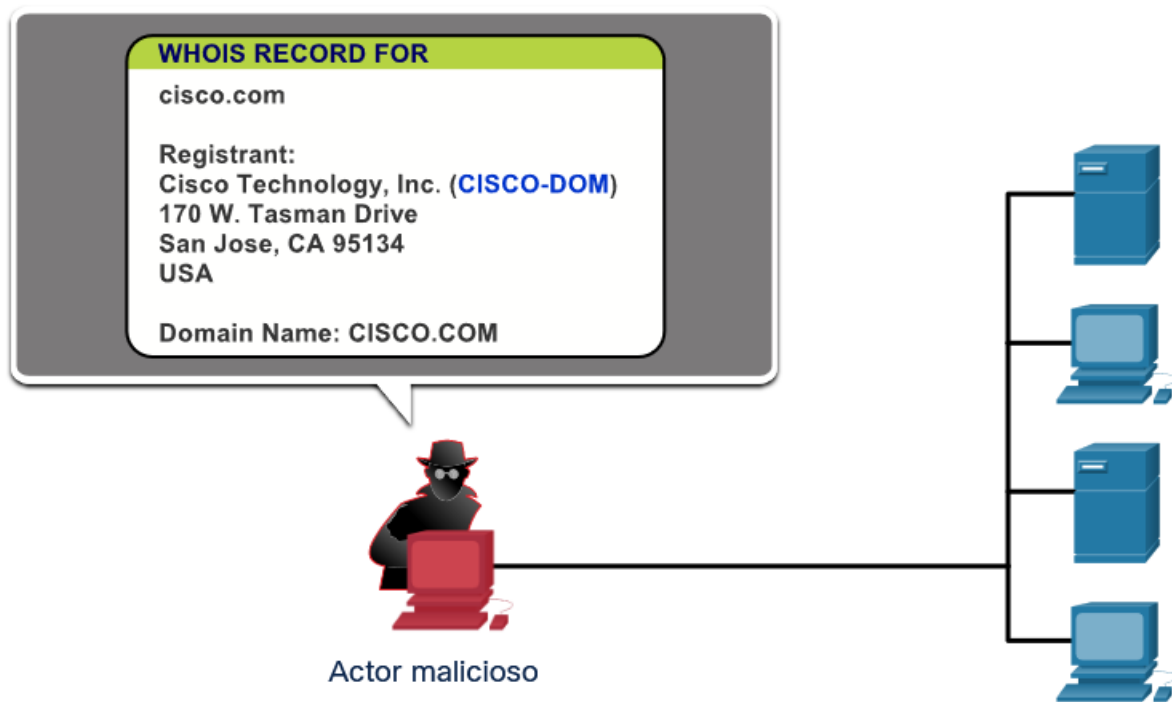 WHOIS RECORD FOR
cisco.com
Registrant:
Cisco Technology, Inc. (CISCO-DOM)
170 W. Tasman Drive
San Jose, CA 95134
USA
Domain Name: CISCO.COM
Actor malicioso